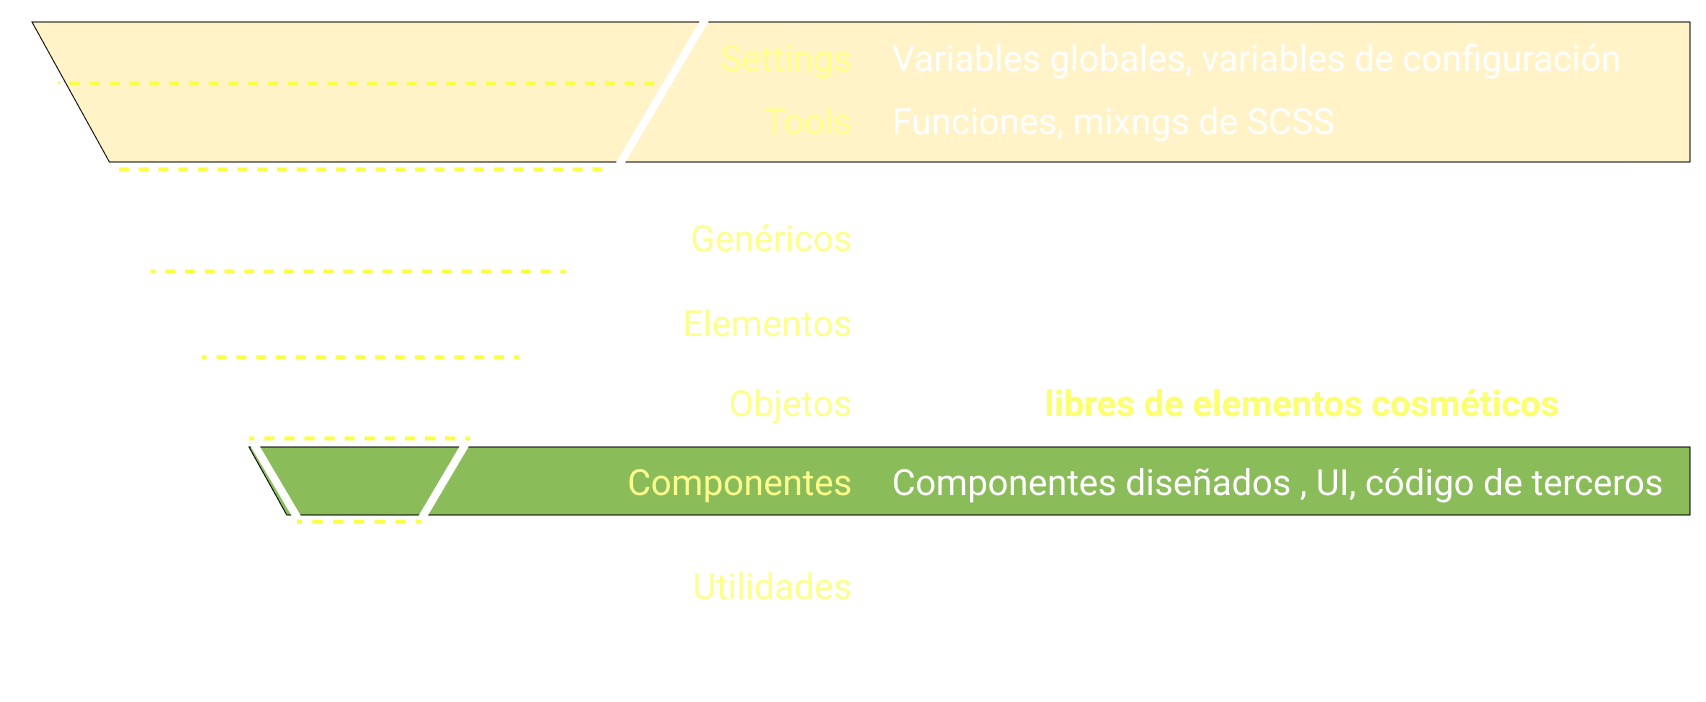 Settings Variables globales, variables de configuración
Tools Funciones, mixngs de SCSS
Genéricos
Elementos
Objetos libres de elementos cosméticos
Componentes Componentes diseñados , UI, código de terceros
Utilidades